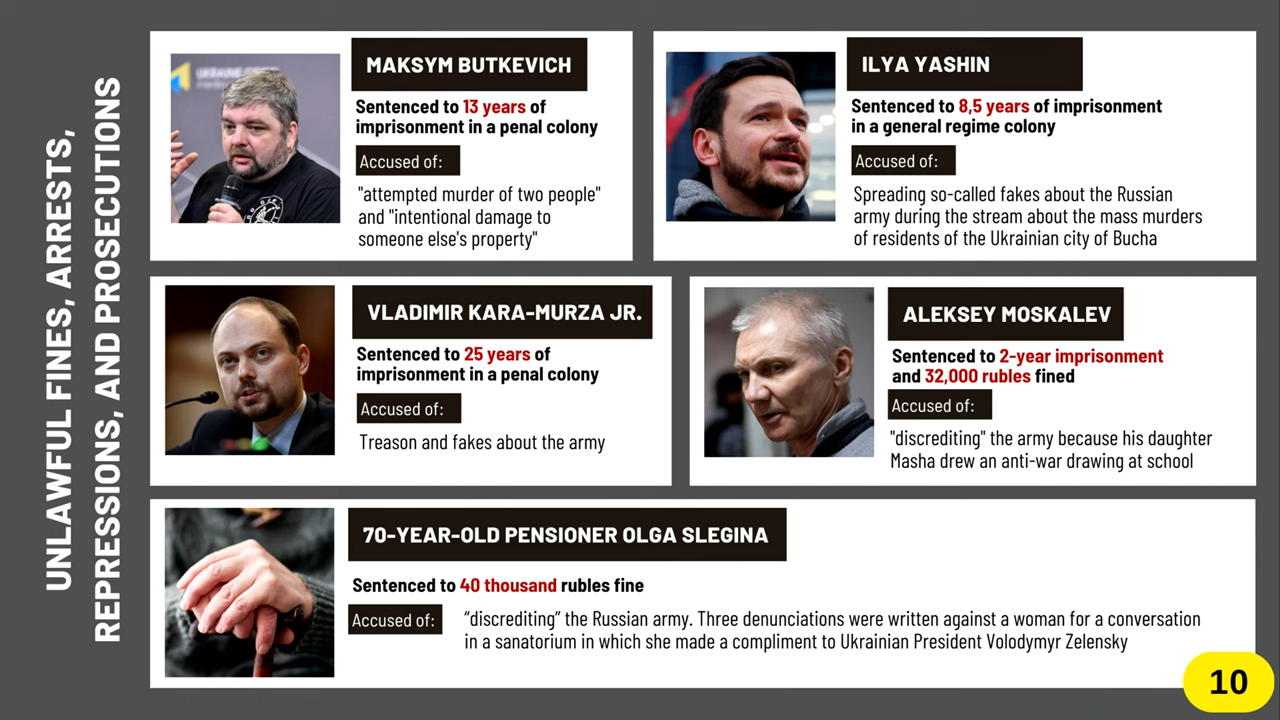 UNLAWFUL FINES, ARRESTS,
REPRESSIONS, AND PROSECUTIONS
MAKSYM BUTKEVICH
Sentenced to 13 years of
imprisonment in a penal colony
Accused of:
"attempted murder of two people"
and "intentional damage to
someone else's property"
ILYA YASHIN
Sentenced to 8,5 years of imprisonment
in a general regime colony
Accused of:
Spreading so-called fakes about the Russian
army during the stream about the mass murders
of residents of the Ukrainian city of Bucha
VLADIMIR KARA-MURZA JR.
Sentenced to 25 years of
imprisonment in a penal colony
Accused of:
Treason and fakes about the army
ALEKSEY MOSKALEV
Sentenced to 2-year imprisonment
and 32,000 rubles fined
Accused of:
"discrediting" the army because his daughter
Masha drew an anti-war drawing at school
70-YEAR-OLD PENSIONER OLGA SLEGINA
Sentenced to 40 thousand rubles fine
Accused of:
“discrediting” the Russian army. Three denunciations were written against a woman for a conversation
in a sanatorium in which she made a compliment to Ukrainian President Volodymyr Zelensky
10